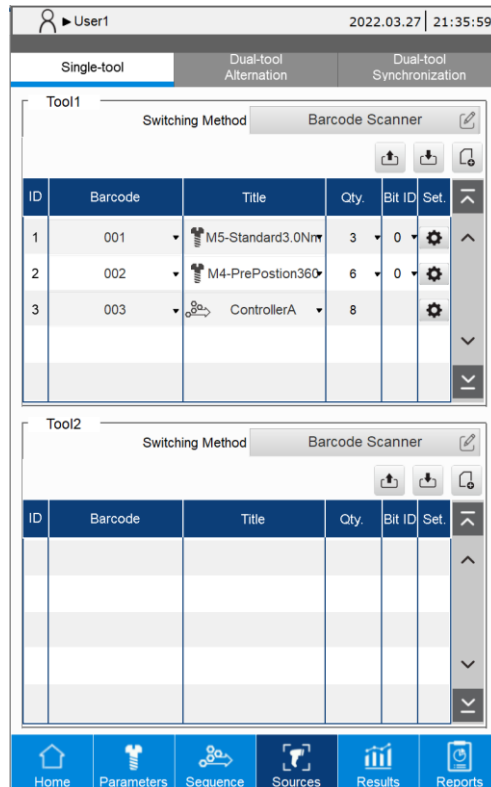 User1 2022.03.27 21:35:59
Single-tool Dual-tool Alternation Dual-tool Synchronization
Tool1
Switching Method Barcode Scanner
ID Barcode Title Qty. Bit ID Set.
1 001 M5-Standard3.0Nm 3 0
2 002 M4-PrePostion360 6 0
3 003 ControllerA 8
Tool2
Switching Method Barcode Scanner
ID Barcode Title Qty. Bit ID Set.
Home Parameters Sequence Sources Results Reports